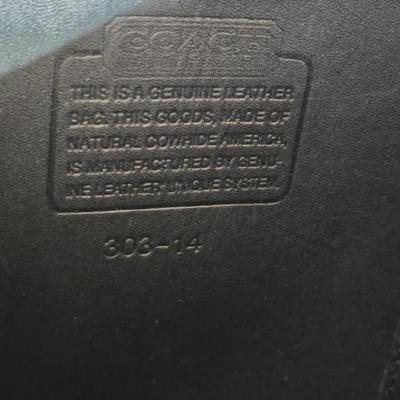 COACH
THIS IS A GENUINE LEATHER
BAG. THIS GOODS, MADE OF
NATURAL COWHIDE AMERICA,
IS MANUFACTURED BY GENU-
INE LEATHER UNIQUE SYSTEM.
303-14